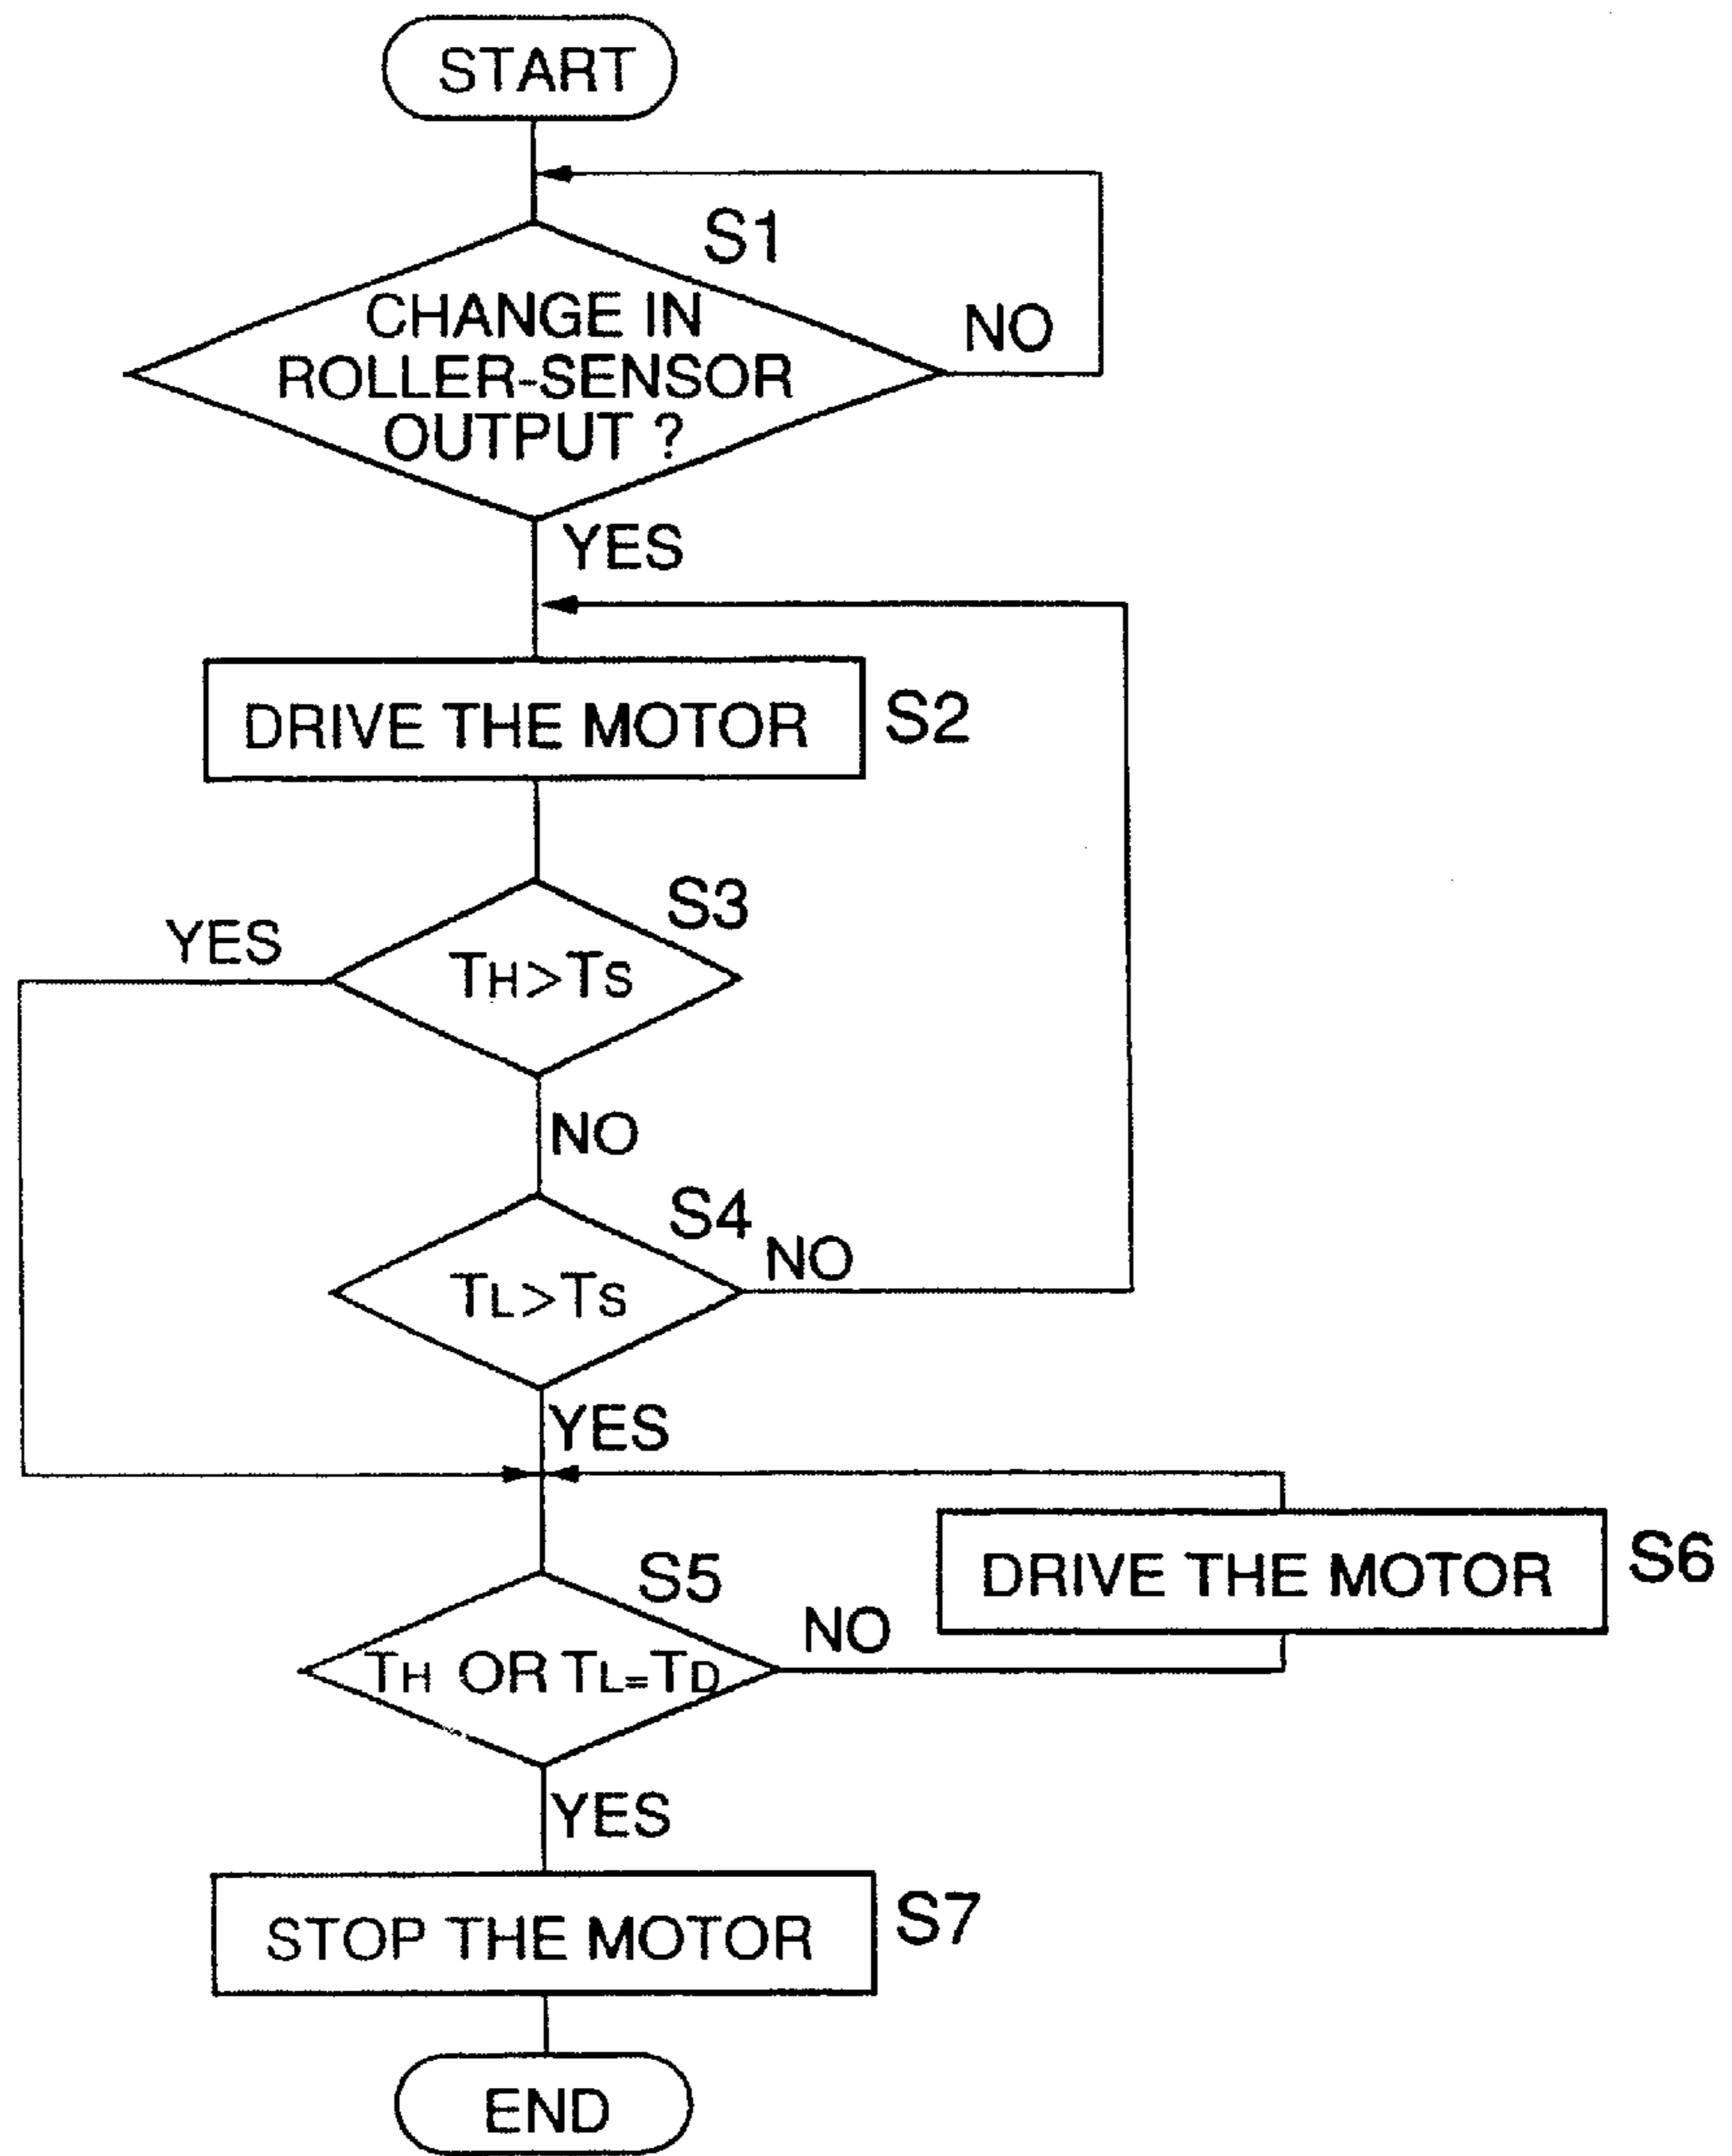 START
S1
CHANGE IN
ROLLER-SENSOR
OUTPUT ?
NO
YES
DRIVE THE MOTOR
S2
S3
YES
TH>TS
NO
S4
TL>TS
NO
YES
S5
TH OR TL=TD
NO
DRIVE THE MOTOR
S6
YES
STOP THE MOTOR
S7
END